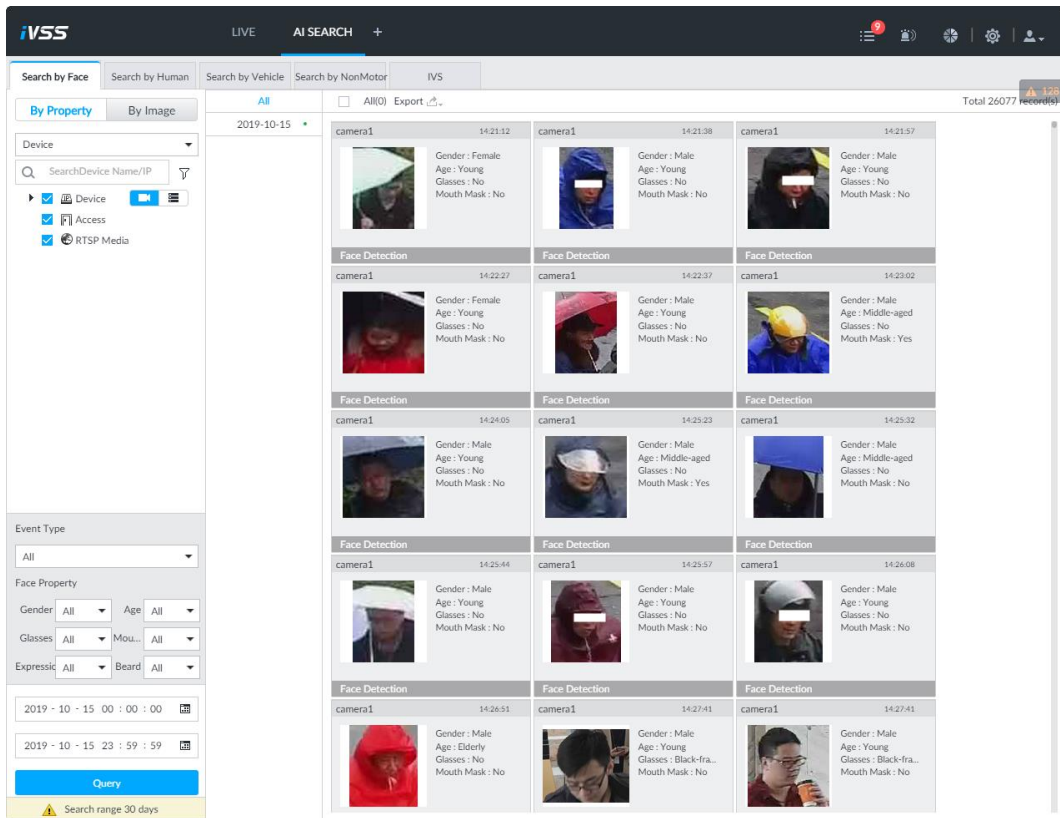 iVSS
LIVE
AI SEARCH
+
9
Search by Face
Search by Human
Search by Vehicle
Search by NonMotor
IVS
128
By Property
By Image
Device
SearchDevice Name/IP
Device
Access
RTSP Media
All
2019-10-15
All(0) Export
Total 26077 record(s)
camera1 14:21:12
Gender : Female
Age : Young
Glasses : No
Mouth Mask : No
Face Detection
camera1 14:21:38
Gender : Male
Age : Young
Glasses : No
Mouth Mask : No
Face Detection
camera1 14:21:57
Gender : Male
Age : Young
Glasses : No
Mouth Mask : No
Face Detection
camera1 14:22:27
Gender : Female
Age : Young
Glasses : No
Mouth Mask : No
Face Detection
camera1 14:22:37
Gender : Male
Age : Young
Glasses : No
Mouth Mask : No
Face Detection
camera1 14:23:02
Gender : Male
Age : Middle-aged
Glasses : No
Mouth Mask : Yes
Face Detection
camera1 14:24:05
Gender : Male
Age : Young
Glasses : No
Mouth Mask : No
Face Detection
camera1 14:25:23
Gender : Male
Age : Middle-aged
Glasses : No
Mouth Mask : Yes
Face Detection
camera1 14:25:32
Gender : Male
Age : Middle-aged
Glasses : No
Mouth Mask : No
Face Detection
camera1 14:25:44
Gender : Male
Age : Young
Glasses : No
Mouth Mask : No
Face Detection
camera1 14:25:57
Gender : Male
Age : Young
Glasses : No
Mouth Mask : No
Face Detection
camera1 14:26:08
Gender : Male
Age : Young
Glasses : No
Mouth Mask : No
Face Detection
camera1 14:26:51
Gender : Male
Age : Elderly
Glasses : No
Mouth Mask : No
camera1 14:27:41
Gender : Male
Age : Young
Glasses : Black-fra...
Mouth Mask : No
camera1 14:27:41
Gender : Male
Age : Young
Glasses : Black-fra...
Mouth Mask : No
Event Type
All
Face Property
Gender All Age All
Glasses All Mou... All
Expressic All Beard All
2019 - 10 - 15 00 : 00 : 00
2019 - 10 - 15 23 : 59 : 59
Query
Search range 30 days